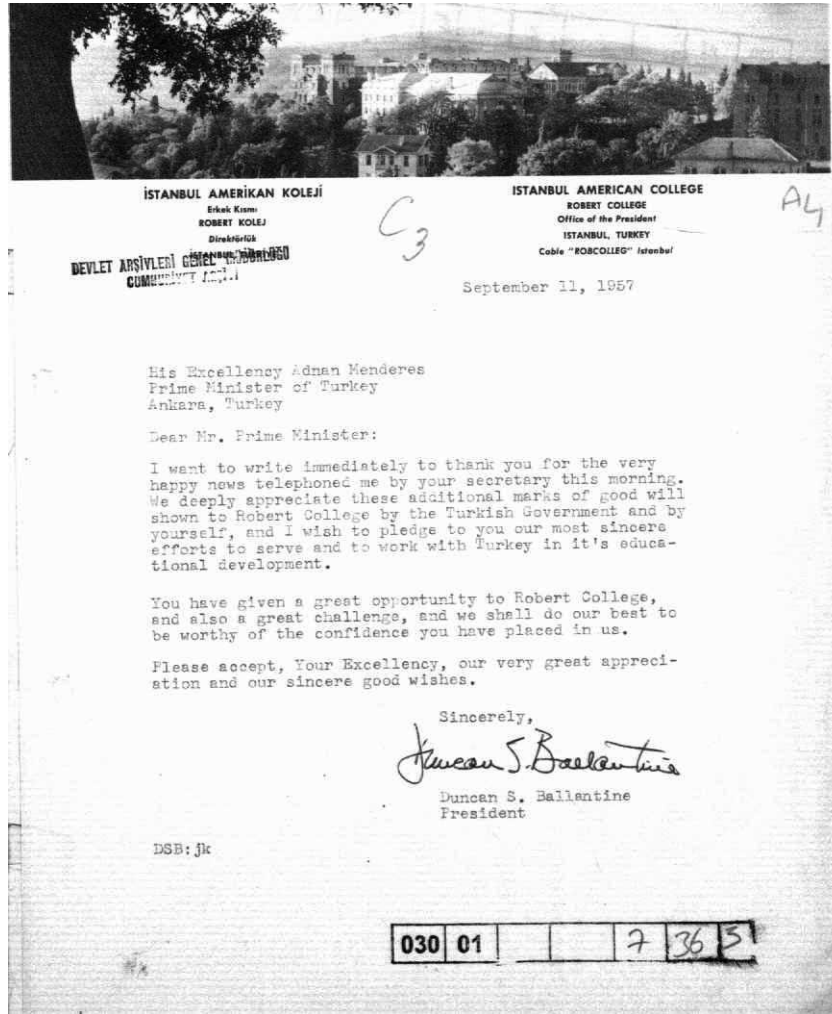 İSTANBUL AMERİKAN KOLEJİ
Erkek Kısmı
ROBERT KOLEJ
Direktörlük
İSTANBUL,
DEVLET ARŞİVLERİ GENEL
ISTANBUL AMERICAN COLLEGE
ROBERT COLLEGE
Office of the President
ISTANBUL, TURKEY
Cable "ROBCOLLEG" Istanbul
C
3
A4
September 11, 1957
His Excellency Adnan Menderes
Prime Minister of Turkey
Ankara, Turkey
Dear Mr. Prime Minister:
I want to write immediately to thank you for the very
happy news telephoned me by your secretary this morning.
We deeply appreciate these additional marks of good will
shown to Robert College by the Turkish Government and by
yourself, and I wish to pledge to you our most sincere
efforts to serve and to work with Turkey in it's educa-
tional development.
You have given a great opportunity to Robert College,
and also a great challenge, and we shall do our best to
be worthy of the confidence you have placed in us.
Please accept, Your Excellency, our very great appreci-
ation and our sincere good wishes.
Sincerely,
Duncan S. Ballantine
Duncan S. Ballantine
President
DSB:jk
030 01 7 36 5